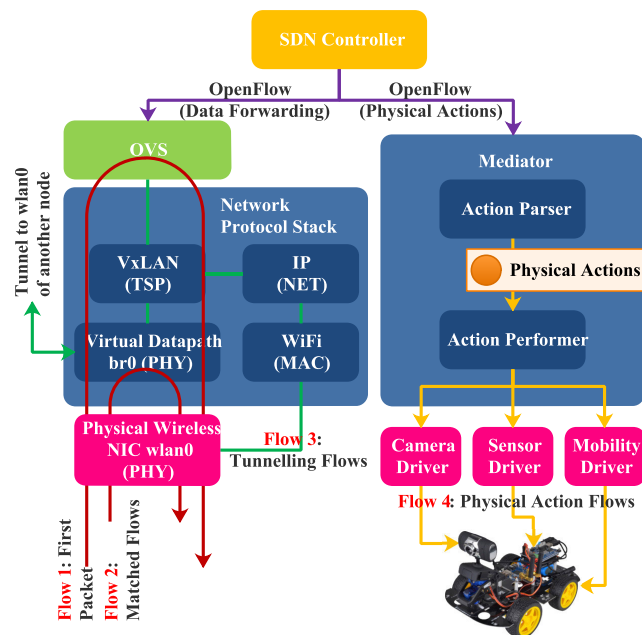 SDN Controller
OpenFlow
(Data Forwarding)
OpenFlow
(Physical Actions)
OVS
Mediator
Network
Protocol Stack
Action Parser
Tunnel to wlan0
of another node
VxLAN
(TSP)
IP
(NET)
Physical Actions
Virtual Datapath
br0 (PHY)
WiFi
(MAC)
Action Performer
Physical Wireless
NIC wlan0
(PHY)
Flow 3:
Tunnelling Flows
Camera
Driver
Sensor
Driver
Mobility
Driver
Flow 4: Physical Action Flows
Flow 1: First
Packet
Flow 2:
Matched Flows